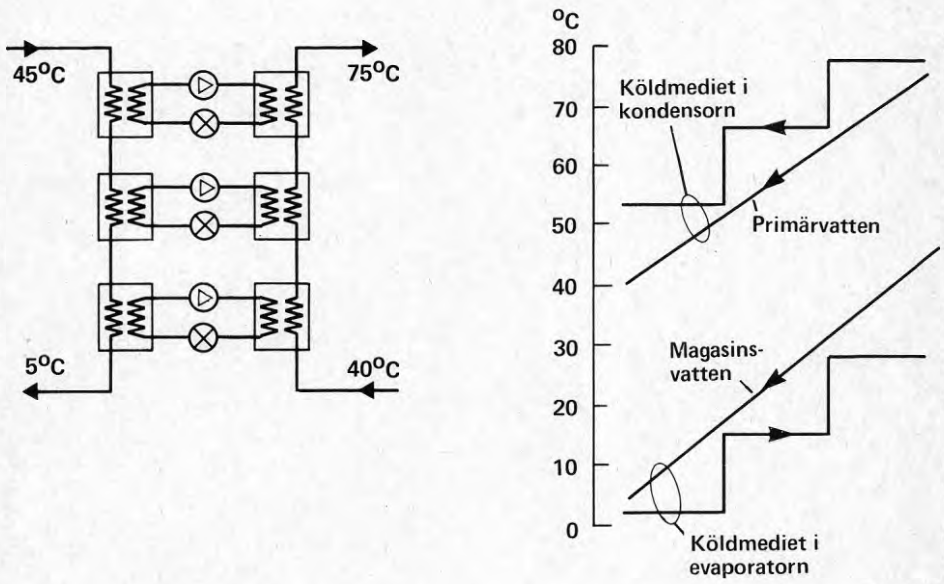 45°C
75°C
5°C
40°C
°C
80
70
60
50
40
30
20
10
0
Köldmediet i
kondensorn
Primärvatten
Magasins-
vatten
Köldmediet i
evaporatorn